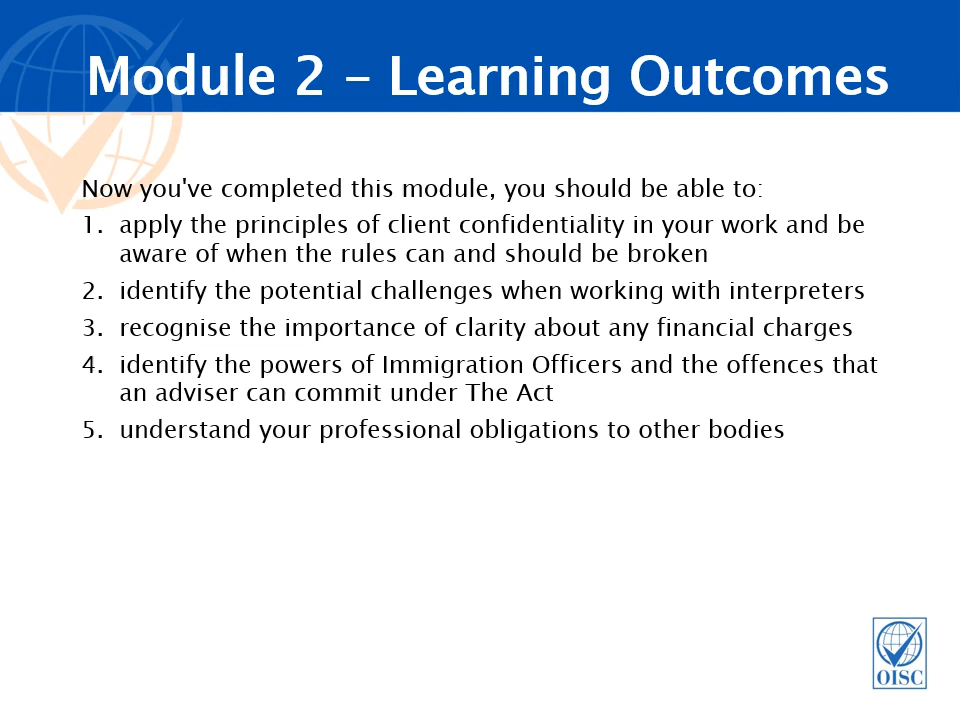 Module 2 – Learning Outcomes
Now you've completed this module, you should be able to:
1. apply the principles of client confidentiality in your work and be
aware of when the rules can and should be broken
2. identify the potential challenges when working with interpreters
3. recognise the importance of clarity about any financial charges
4. identify the powers of Immigration Officers and the offences that
an adviser can commit under The Act
5. understand your professional obligations to other bodies
OISC